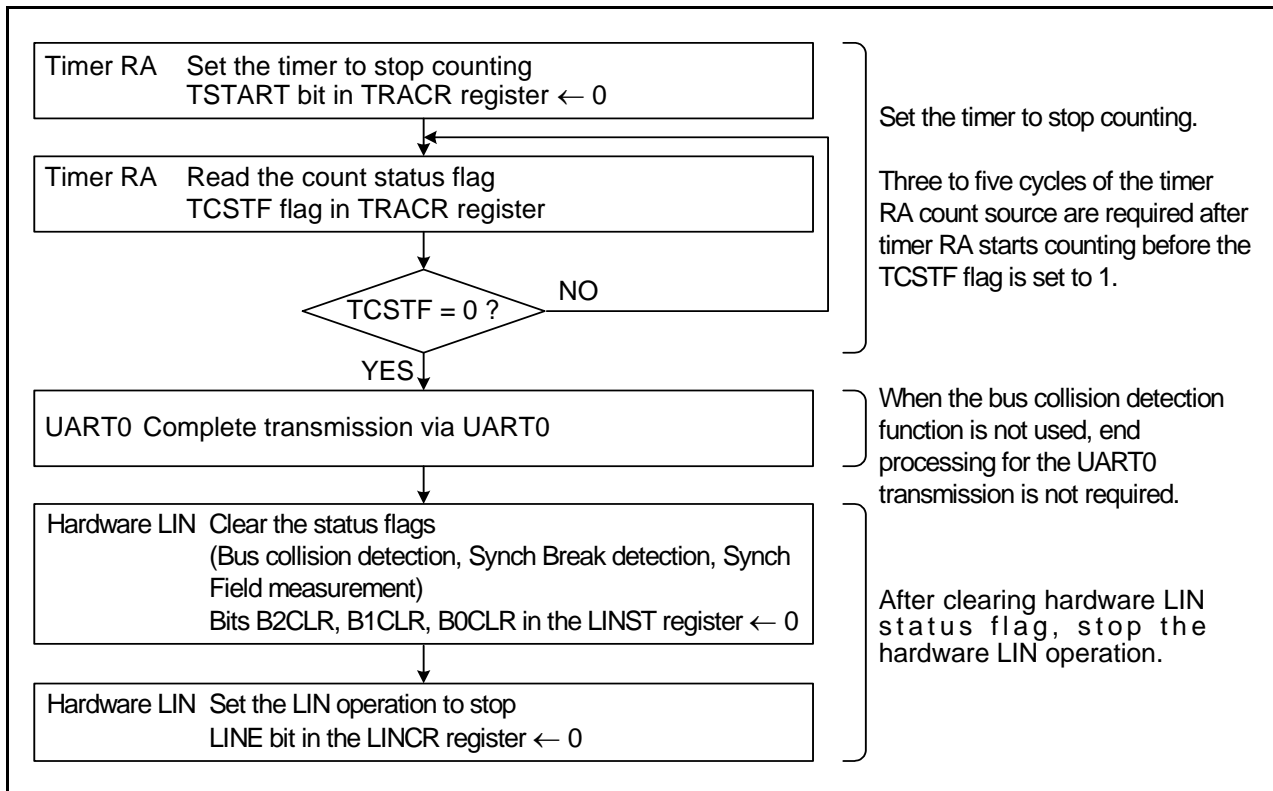 Timer RA Set the timer to stop counting
TSTART bit in TRACR register ← 0
Timer RA Read the count status flag
TCSTF flag in TRACR register
TCSTF = 0 ?
NO
YES
UART0 Complete transmission via UART0
Hardware LIN Clear the status flags
(Bus collision detection, Synch Break detection, Synch
Field measurement)
Bits B2CLR, B1CLR, B0CLR in the LINST register ← 0
Hardware LIN Set the LIN operation to stop
LINE bit in the LINCR register ← 0
Set the timer to stop counting.
Three to five cycles of the timer
RA count source are required after
timer RA starts counting before the
TCSTF flag is set to 1.
When the bus collision detection
function is not used, end
processing for the UART0
transmission is not required.
After clearing hardware LIN
status flag, stop the
hardware LIN operation.